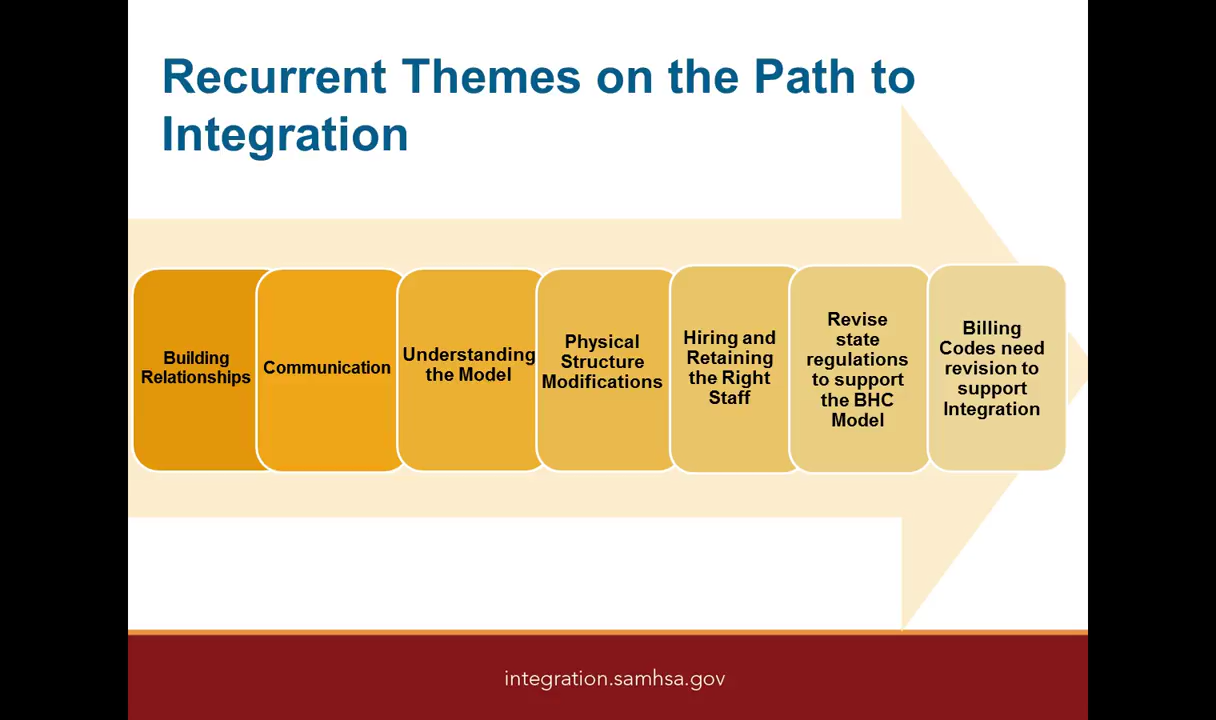 Recurrent Themes on the Path to
Integration
Building
Relationships
Communication
Understanding
the Model
Physical
Structure
Modifications
Hiring and
Retaining
the Right
Staff
Revise
state
regulations
to support
the BHC
Model
Billing
Codes need
revision to
support
Integration
integration.samhsa.gov